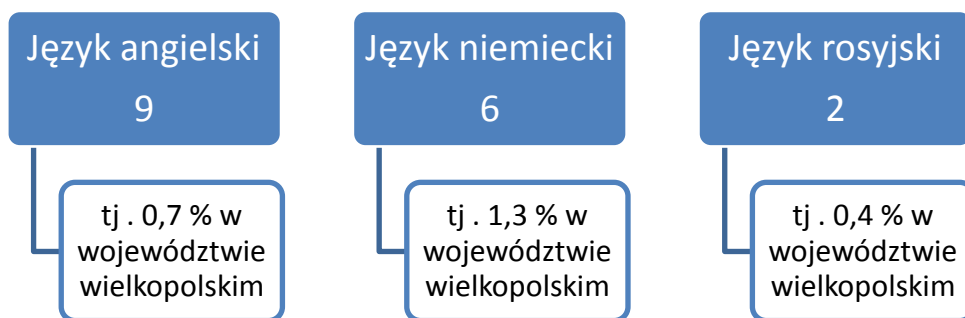 Język angielski
9
tj . 0,7 % w
województwie
wielkopolskim
Język niemiecki
6
tj . 1,3 % w
województwie
wielkopolskim
Język rosyjski
2
tj . 0,4 % w
województwie
wielkopolskim